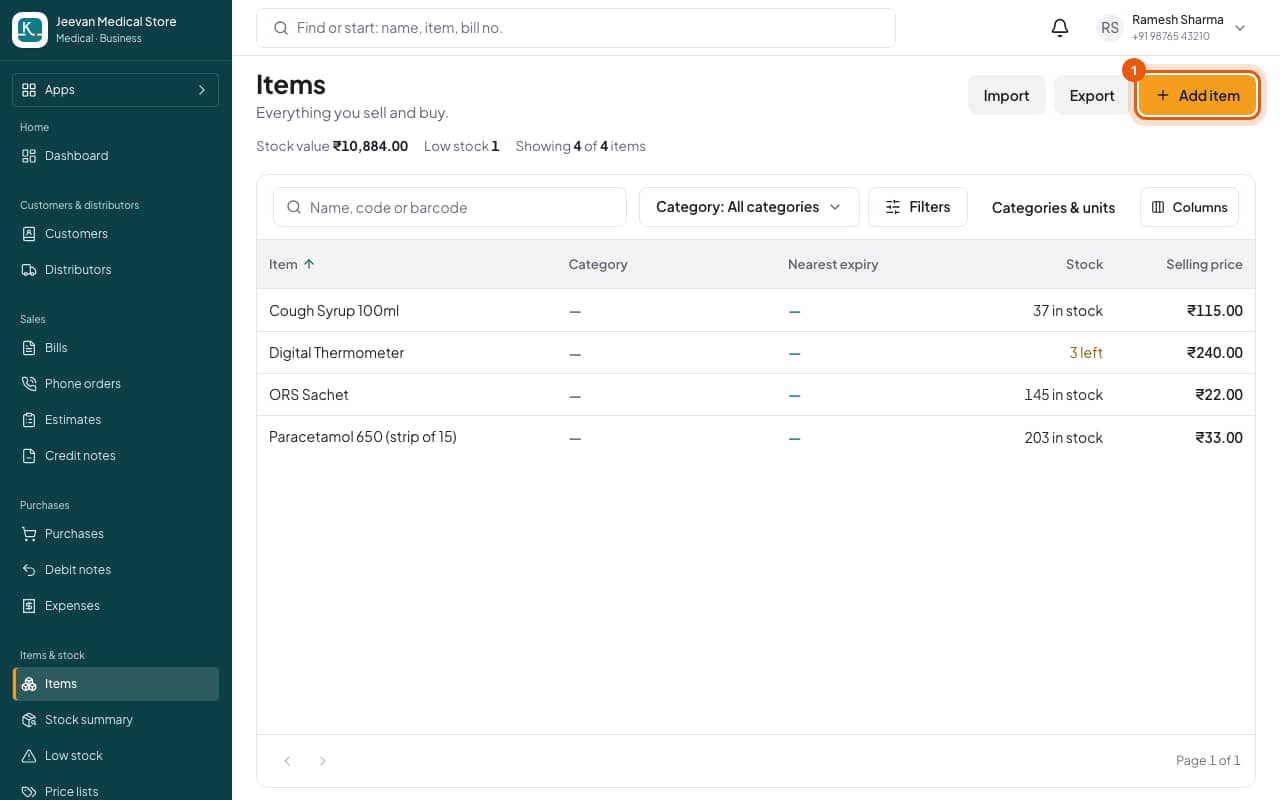 Jeevan Medical Store
Medical · Business
Find or start: name, item, bill no.
RS
Ramesh Sharma
+91 98765 43210
Apps
Home
Dashboard
Customers & distributors
Customers
Distributors
Sales
Bills
Phone orders
Estimates
Credit notes
Purchases
Purchases
Debit notes
Expenses
Items & stock
Items
Stock summary
Low stock
Price lists
Items
Everything you sell and buy.
Import
Export
1
+ Add item
Stock value ₹10,884.00 Low stock 1 Showing 4 of 4 items
Name, code or barcode
Category: All categories
Filters
Categories & units
Columns
Item ↑ Category Nearest expiry Stock Selling price
Cough Syrup 100ml — — 37 in stock ₹115.00
Digital Thermometer — — 3 left ₹240.00
ORS Sachet — — 145 in stock ₹22.00
Paracetamol 650 (strip of 15) — — 203 in stock ₹33.00
Page 1 of 1